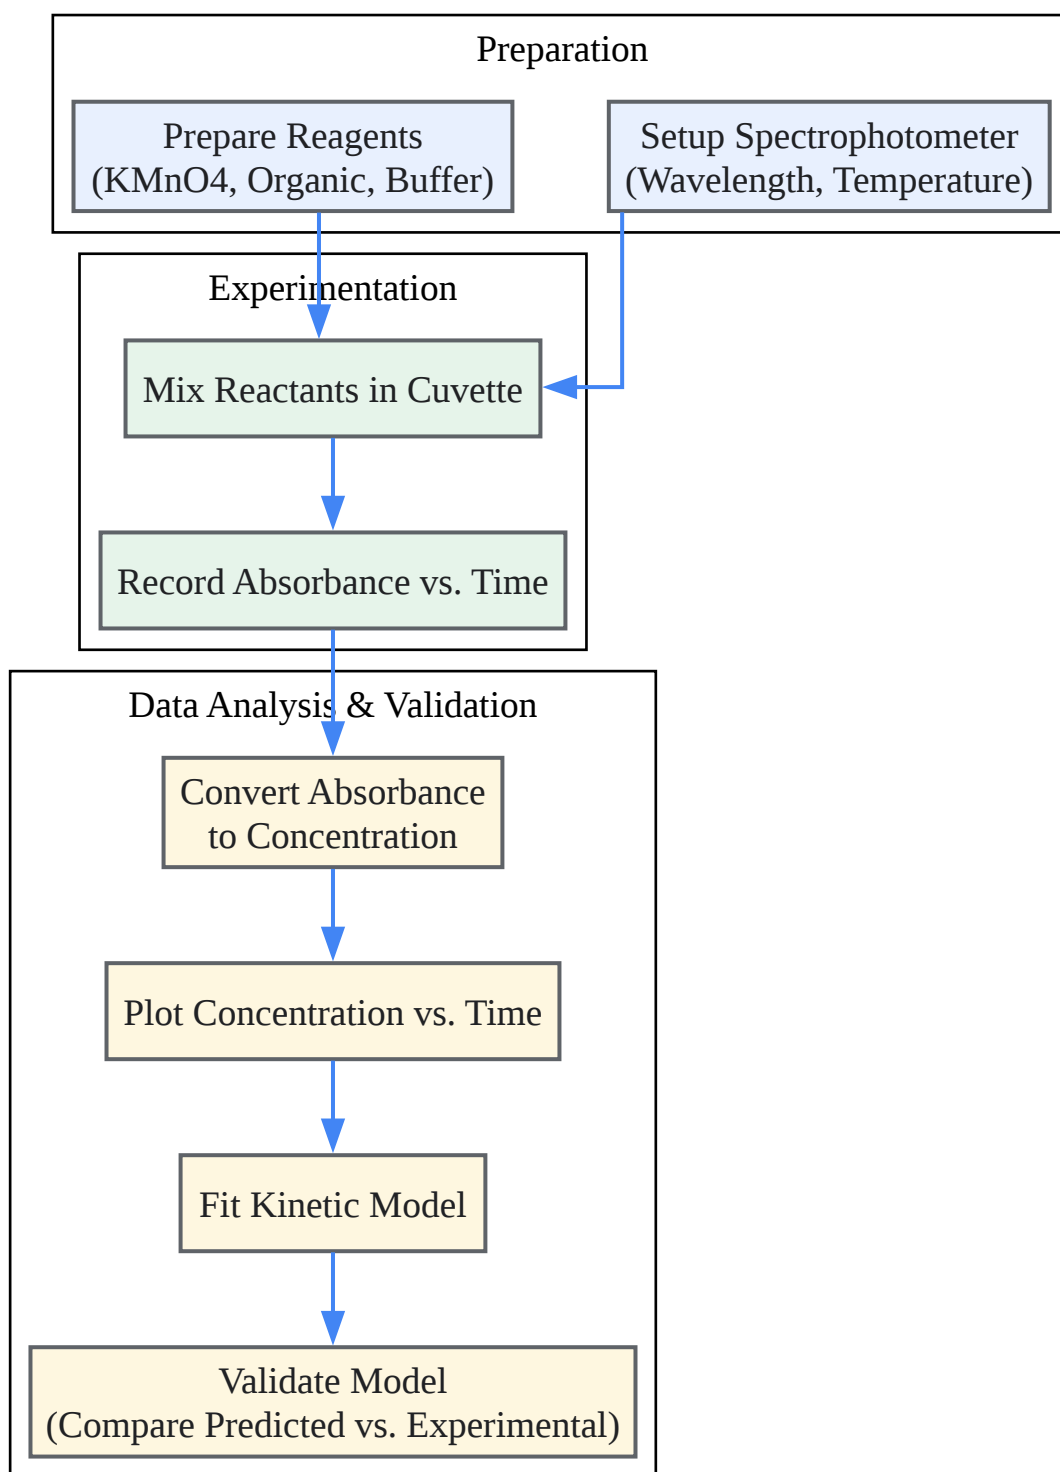 Preparation
Prepare Reagents
(KMnO4, Organic, Buffer)
Setup Spectrophotometer
(Wavelength, Temperature)
Experimentation
Mix Reactants in Cuvette
Record Absorbance vs. Time
Data Analysis & Validation
Convert Absorbance
to Concentration
Plot Concentration vs. Time
Fit Kinetic Model
Validate Model
(Compare Predicted vs. Experimental)